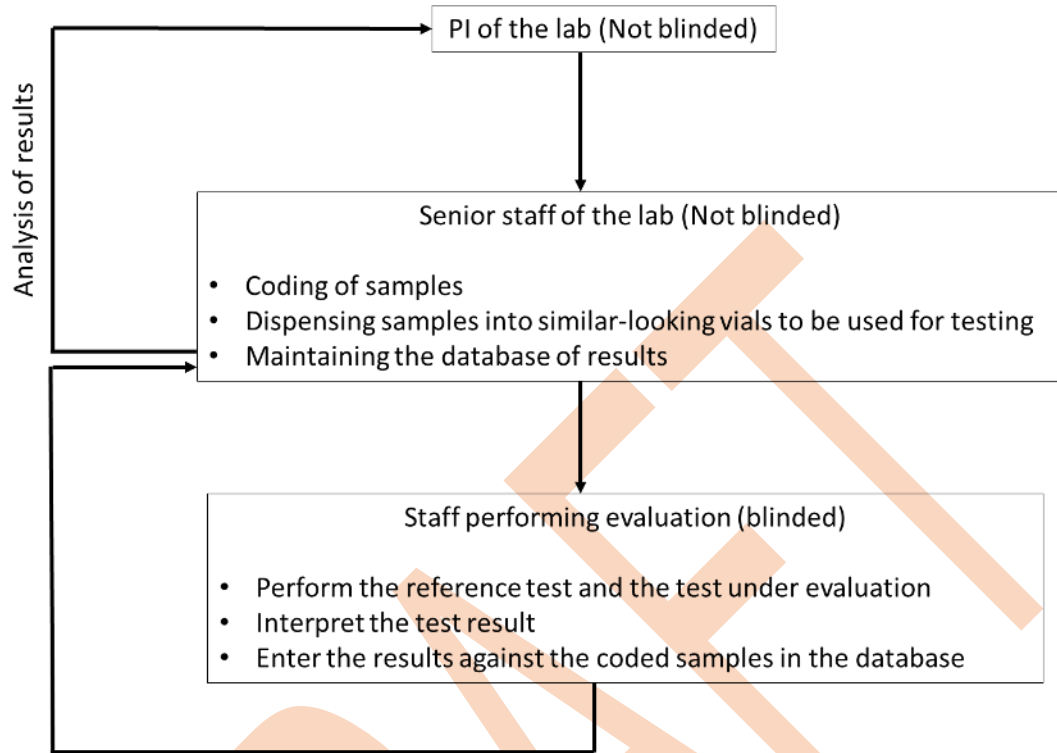 PI of the lab (Not blinded)
Analysis of results
Senior staff of the lab (Not blinded)
• Coding of samples
• Dispensing samples into similar-looking vials to be used for testing
• Maintaining the database of results
Staff performing evaluation (blinded)
• Perform the reference test and the test under evaluation
• Interpret the test result
• Enter the results against the coded samples in the database